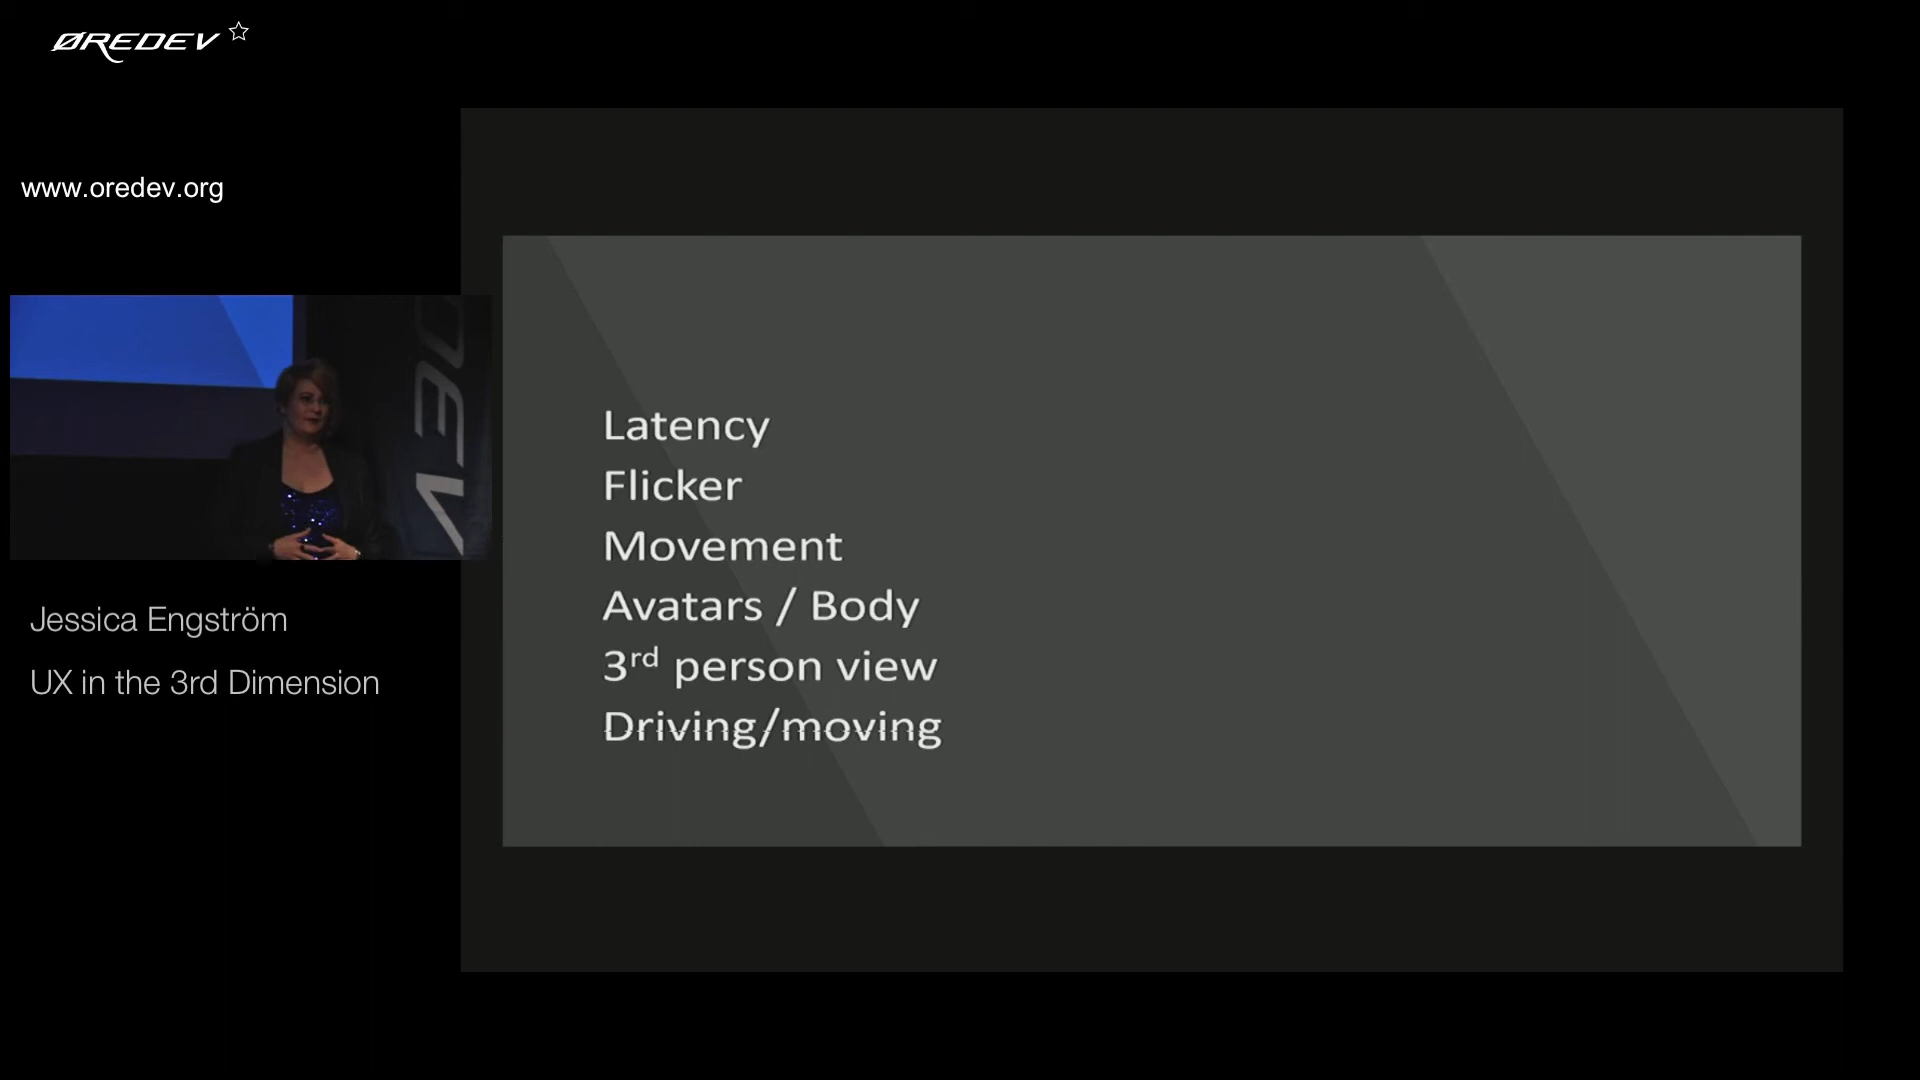 ØREDEV
www.oredev.org
DEV
Jessica Engström
UX in the 3rd Dimension
Latency
Flicker
Movement
Avatars / Body
3rd person view
Driving/moving